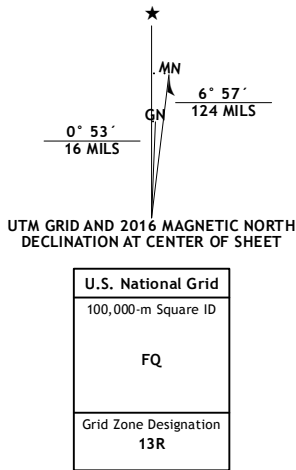 ★
MN
GN
6° 57´
124 MILS
0° 53´
16 MILS
UTM GRID AND 2016 MAGNETIC NORTH
DECLINATION AT CENTER OF SHEET
U.S. National Grid
100,000-m Square ID
FQ
Grid Zone Designation
13R